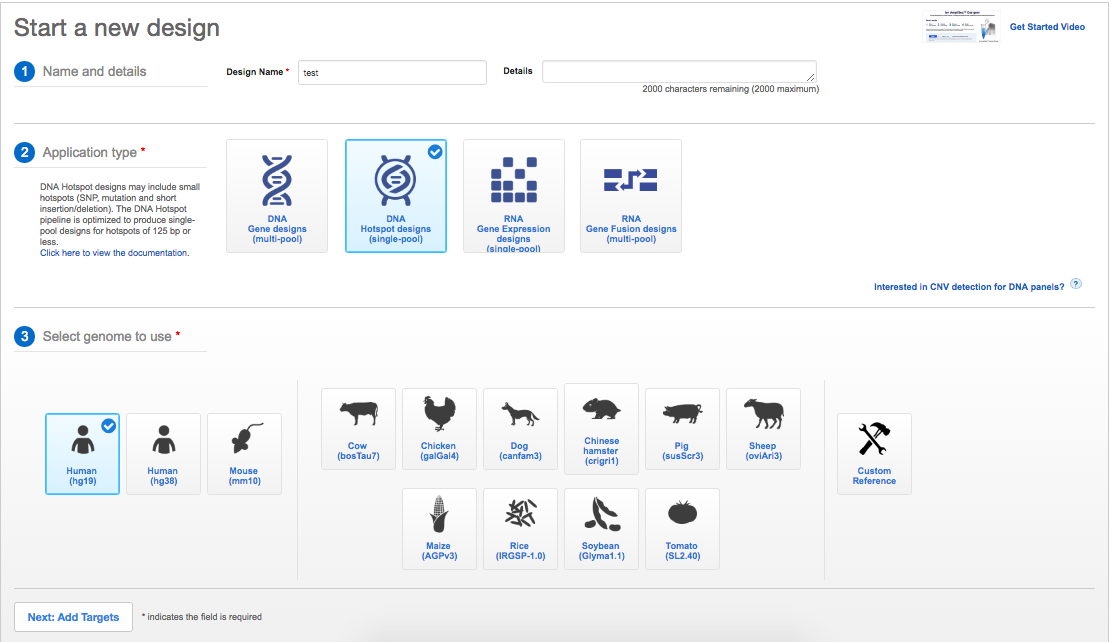 Start a new design
Get Started Video
1 Name and details
Design Name *
test
Details
2000 characters remaining (2000 maximum)
2 Application type *
DNA Hotspot designs may include small
hotspots (SNP, mutation and short
insertion/deletion). The DNA Hotspot
pipeline is optimized to produce single-
pool designs for hotspots of 125 bp or
less.
Click here to view the documentation.
DNA
Gene designs
(multi-pool)
DNA
Hotspot designs
(single-pool)
RNA
Gene Expression
designs
(single-pool)
RNA
Gene Fusion designs
(multi-pool)
Interested in CNV detection for DNA panels? ?
3 Select genome to use *
Human
(hg19)
Human
(hg38)
Mouse
(mm10)
Cow
(bosTau7)
Chicken
(galGal4)
Dog
(canfam3)
Chinese
hamster
(crigri1)
Pig
(susScr3)
Sheep
(oviAri3)
Maize
(AGPv3)
Rice
(IRGSP-1.0)
Soybean
(Glyma1.1)
Tomato
(SL2.40)
Custom
Reference
Next: Add Targets
* indicates the field is required